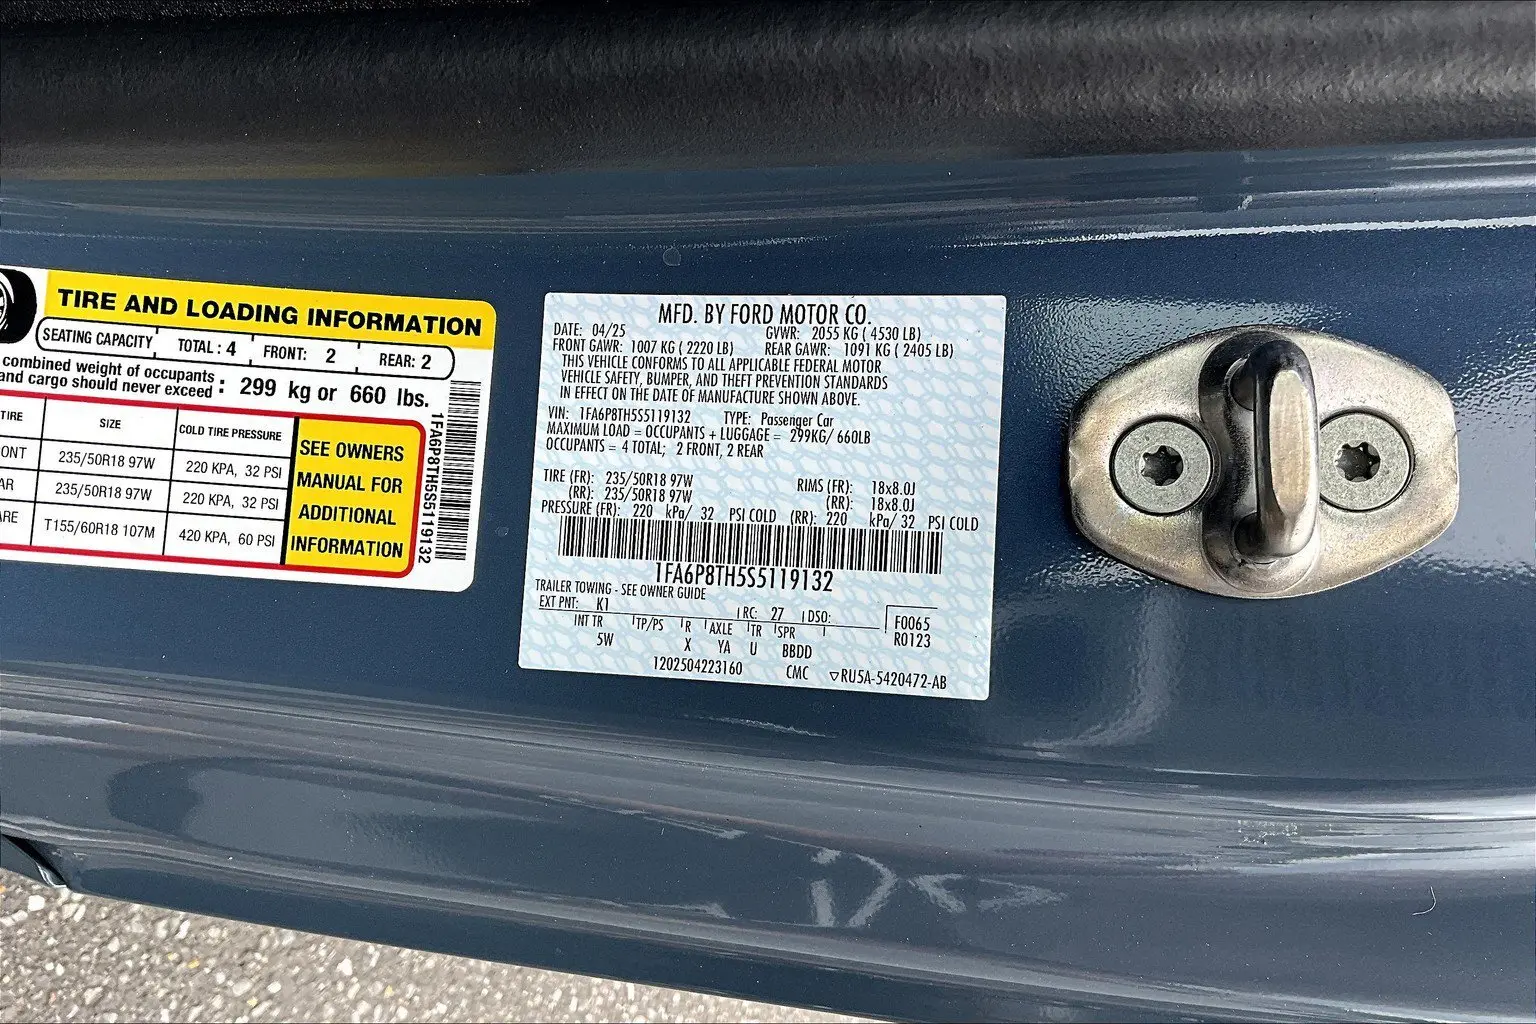 TIRE AND LOADING INFORMATION
SEATING CAPACITY TOTAL : 4 FRONT: 2 REAR: 2
combined weight of occupants
and cargo should never exceed : 299 kg or 660 lbs.
TIRE SIZE COLD TIRE PRESSURE
ONT 235/50R18 97W 220 KPA, 32 PSI
AR 235/50R18 97W 220 KPA, 32 PSI
ARE T155/60R18 107M 420 KPA, 60 PSI
SEE OWNERS
MANUAL FOR
ADDITIONAL
INFORMATION
1FA6P8TH5S5119132
MFD. BY FORD MOTOR CO.
DATE: 04/25 GVWR: 2055 KG ( 4530 LB)
FRONT GAWR: 1007 KG ( 2220 LB) REAR GAWR: 1091 KG ( 2405 LB)
THIS VEHICLE CONFORMS TO ALL APPLICABLE FEDERAL MOTOR
VEHICLE SAFETY, BUMPER, AND THEFT PREVENTION STANDARDS
IN EFFECT ON THE DATE OF MANUFACTURE SHOWN ABOVE.
VIN: 1FA6P8TH5S5119132 TYPE: Passenger Car
MAXIMUM LOAD = OCCUPANTS + LUGGAGE = 299KG/ 660LB
OCCUPANTS = 4 TOTAL; 2 FRONT, 2 REAR
TIRE (FR): 235/50R18 97W RIMS (FR): 18x8.0J
(RR): 235/50R18 97W (RR): 18x8.0J
PRESSURE (FR): 220 kPa/ 32 PSI COLD (RR): 220 kPa/ 32 PSI COLD
1FA6P8TH5S5119132
TRAILER TOWING - SEE OWNER GUIDE
EXT PNT: K1 RC: 27 DSO: F0065
INT TR TP/PS R AXLE TR SPR R0123
5W X YA U BBDD
1202504223160 CMC ▽RU5A-5420472-AB